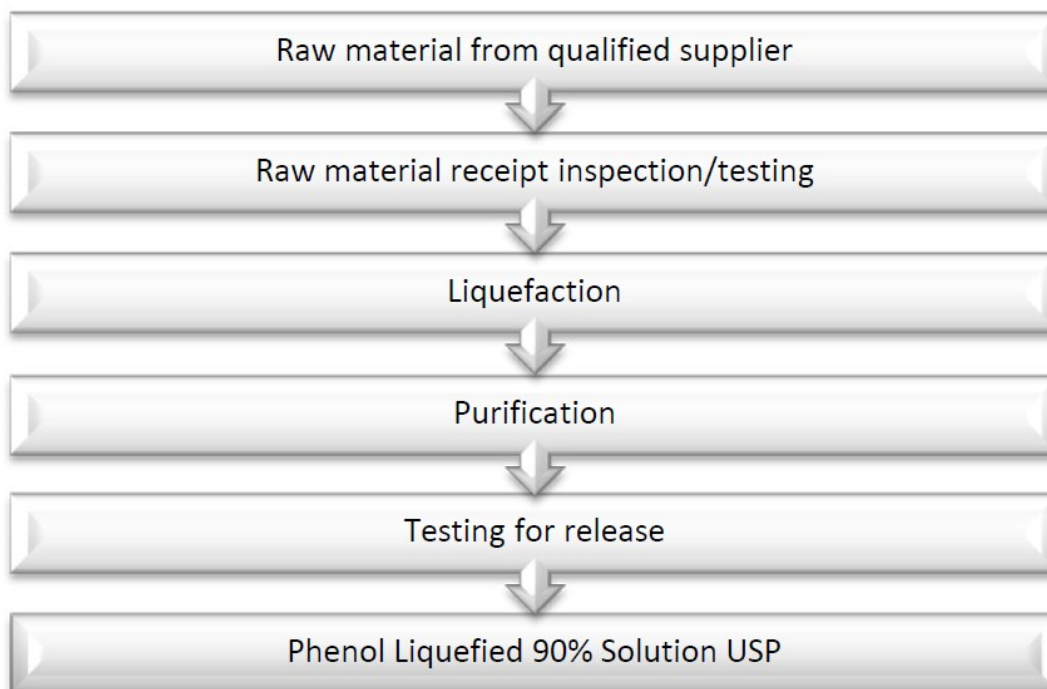 Raw material from qualified supplier
Raw material receipt inspection/testing
Liquefaction
Purification
Testing for release
Phenol Liquefied 90% Solution USP